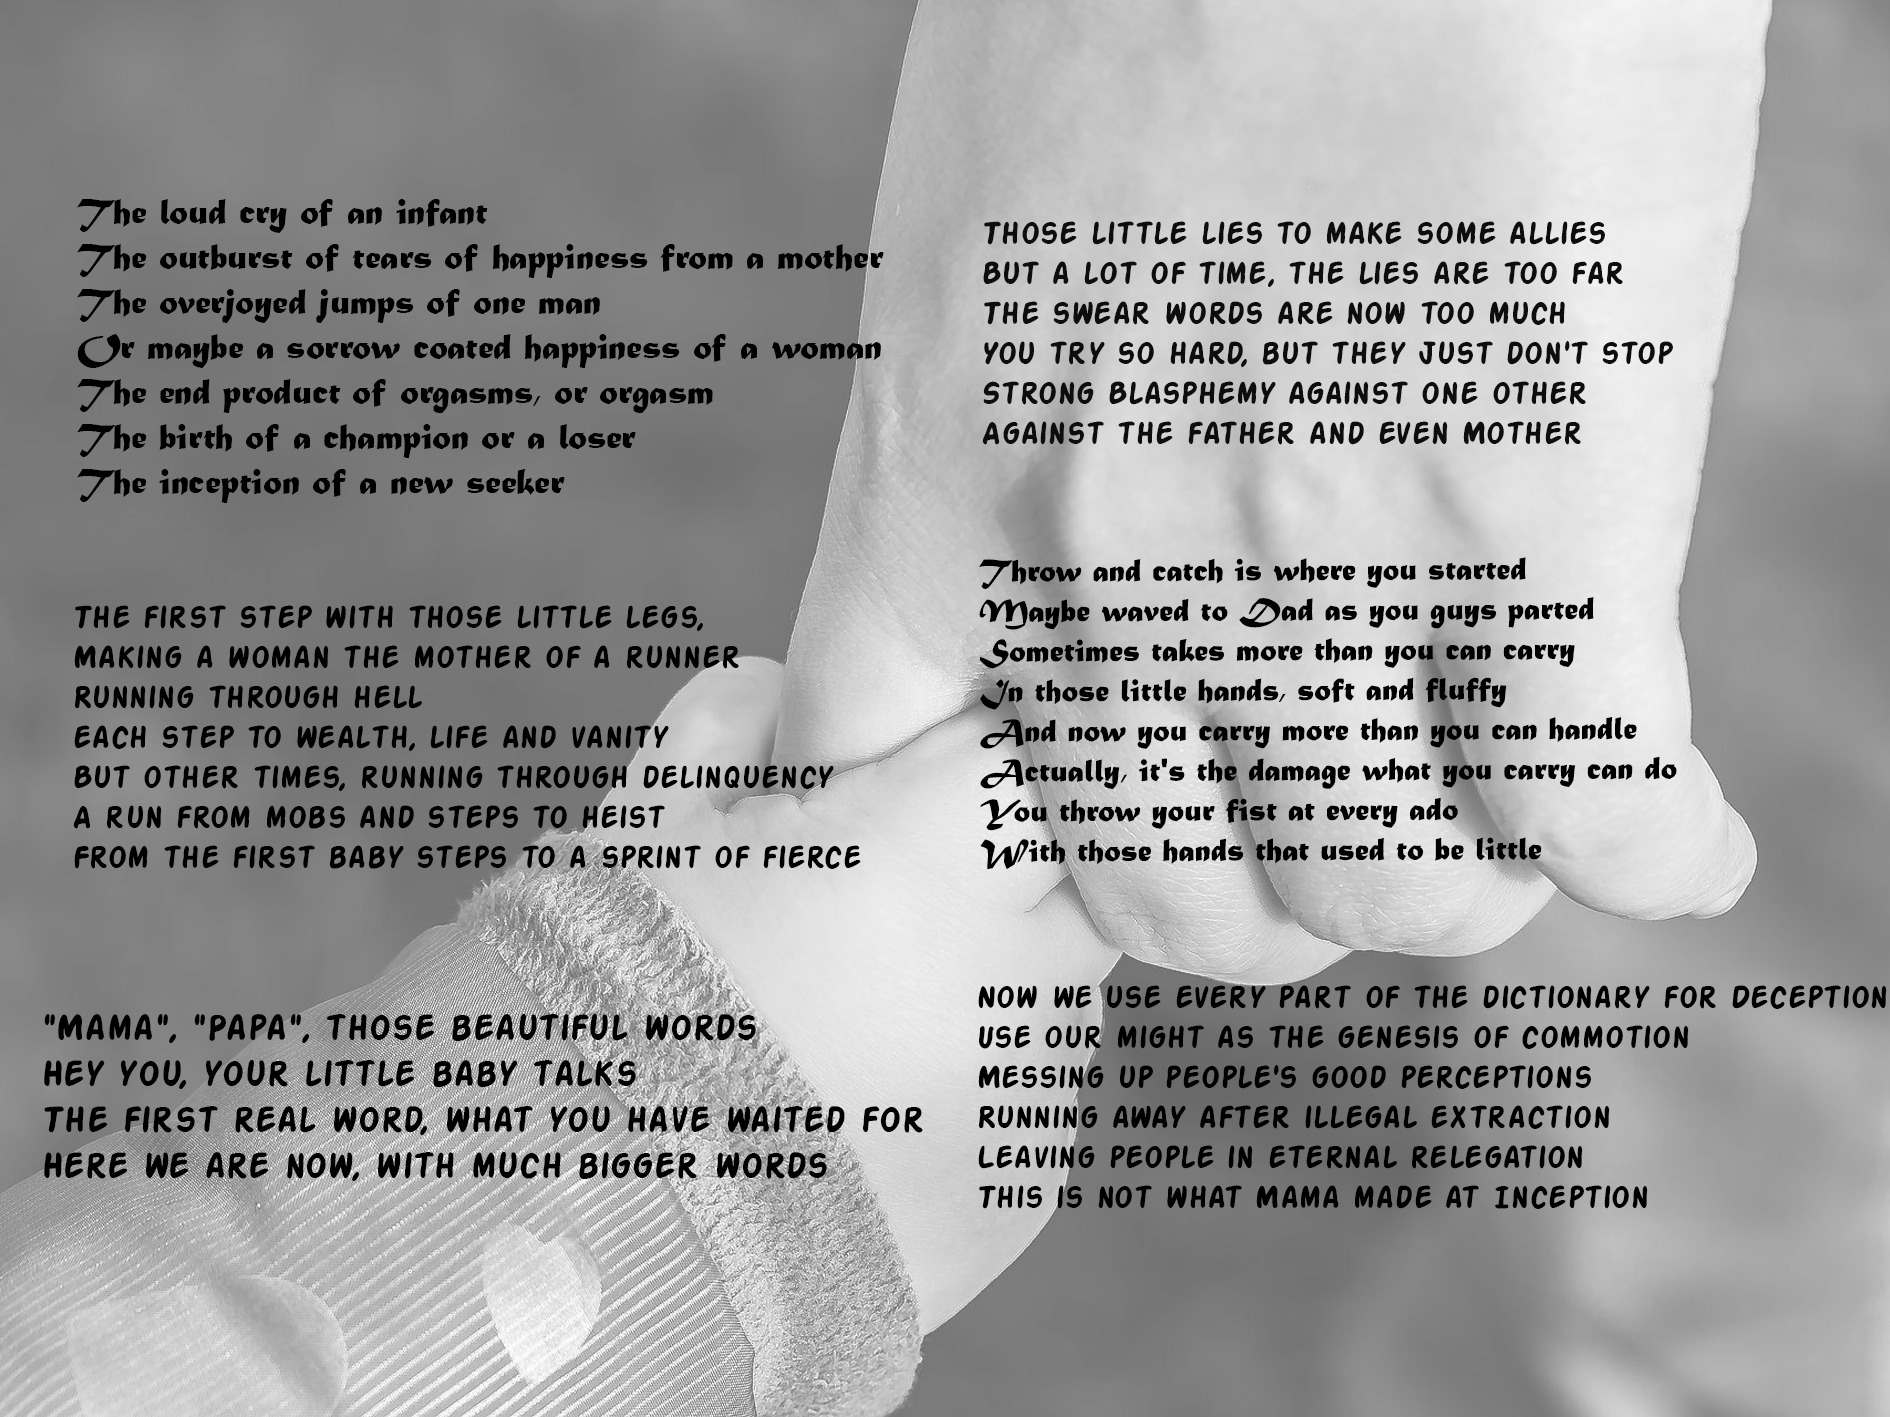 The loud cry of an infant
The outburst of tears of happiness from a mother
The overjoyed jumps of one man
Or maybe a sorrow coated happiness of a woman
The end product of orgasms, or orgasm
The birth of a champion or a loser
The inception of a new seeker
THE FIRST STEP WITH THOSE LITTLE LEGS,
MAKING A WOMAN THE MOTHER OF A RUNNER
RUNNING THROUGH HELL
EACH STEP TO WEALTH, LIFE AND VANITY
BUT OTHER TIMES, RUNNING THROUGH DELINQUENCY
A RUN FROM MOBS AND STEPS TO HEIST
FROM THE FIRST BABY STEPS TO A SPRINT OF FIERCE
"MAMA", "PAPA", THOSE BEAUTIFUL WORDS
HEY YOU, YOUR LITTLE BABY TALKS
THE FIRST REAL WORD, WHAT YOU HAVE WAITED FOR
HERE WE ARE NOW, WITH MUCH BIGGER WORDS
THOSE LITTLE LIES TO MAKE SOME ALLIES
BUT A LOT OF TIME, THE LIES ARE TOO FAR
THE SWEAR WORDS ARE NOW TOO MUCH
YOU TRY SO HARD, BUT THEY JUST DON'T STOP
STRONG BLASPHEMY AGAINST ONE OTHER
AGAINST THE FATHER AND EVEN MOTHER
Throw and catch is where you started
Maybe waved to Dad as you guys parted
Sometimes takes more than you can carry
In those little hands, soft and fluffy
And now you carry more than you can handle
Actually, it's the damage what you carry can do
You throw your fist at every ado
With those hands that used to be little
NOW WE USE EVERY PART OF THE DICTIONARY FOR DECEPTION
USE OUR MIGHT AS THE GENESIS OF COMMOTION
MESSING UP PEOPLE'S GOOD PERCEPTIONS
RUNNING AWAY AFTER ILLEGAL EXTRACTION
LEAVING PEOPLE IN ETERNAL RELEGATION
THIS IS NOT WHAT MAMA MADE AT INCEPTION